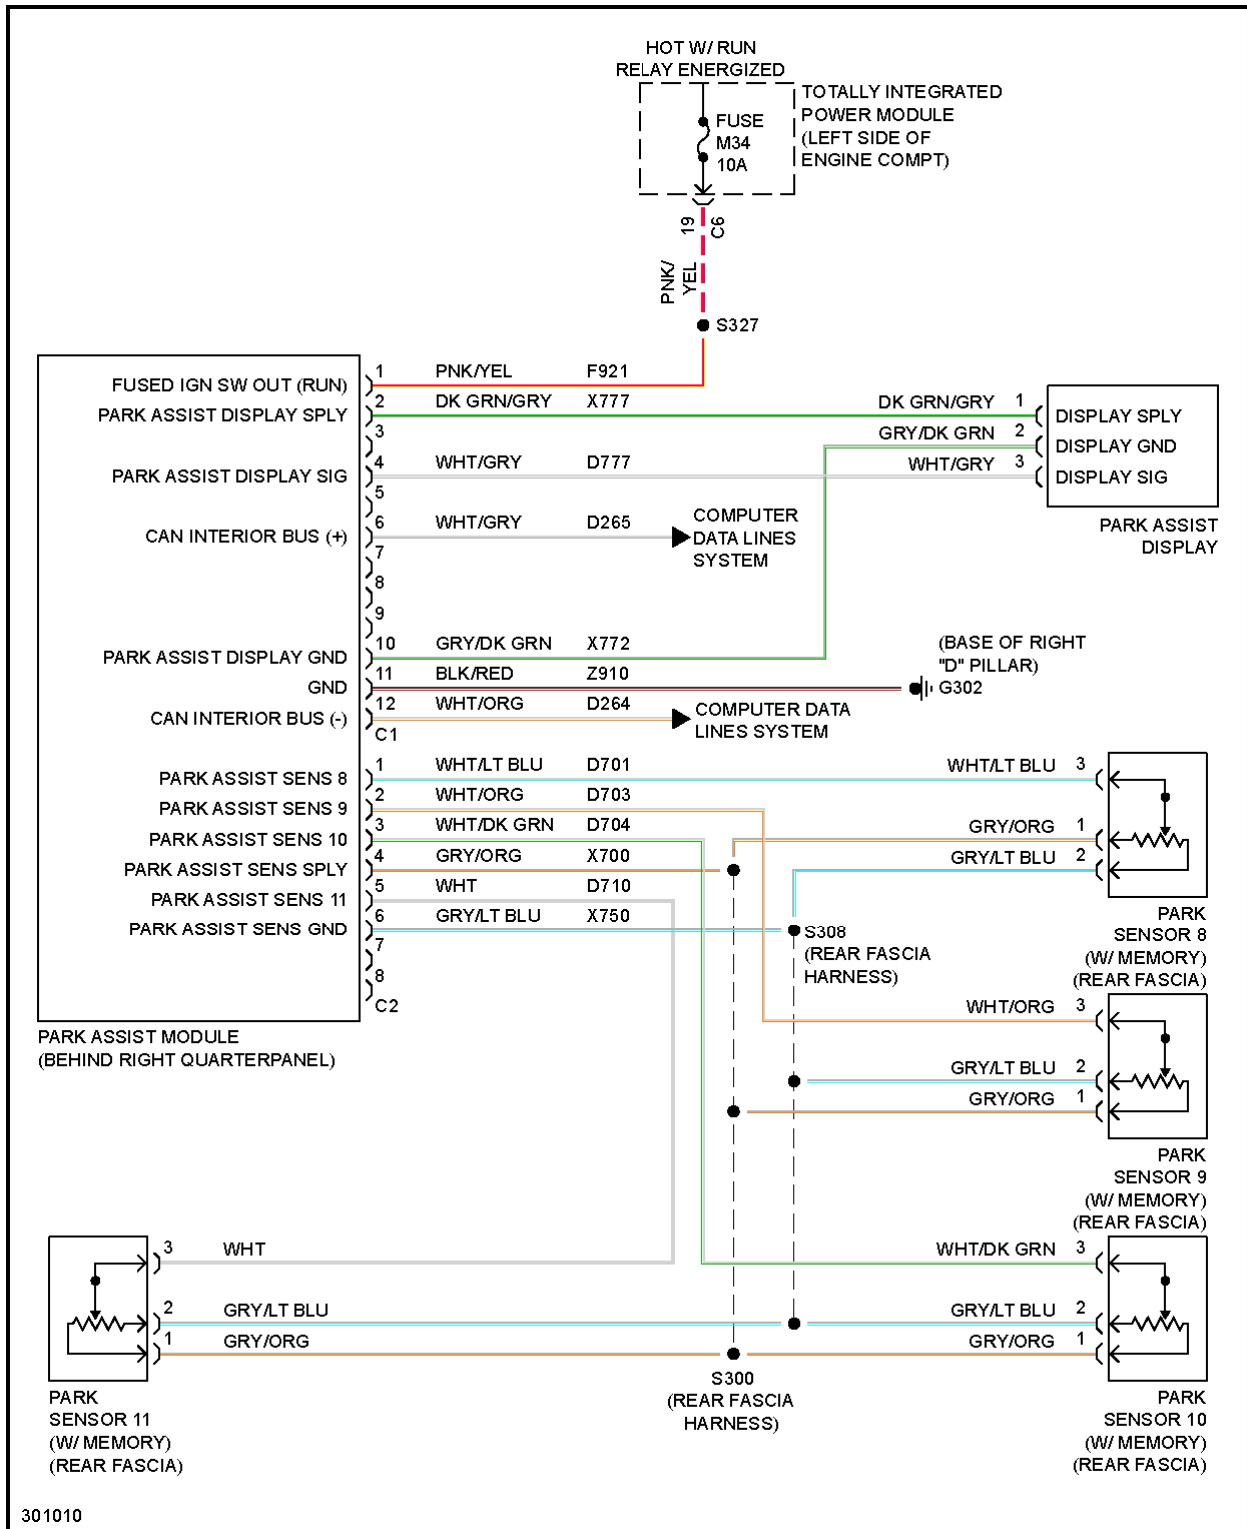 HOT W/ RUN
RELAY ENERGIZED
TOTALLY INTEGRATED
POWER MODULE
(LEFT SIDE OF
ENGINE COMPT)
FUSE
M34
10A
19
C6
PNK/
YEL
S327
FUSED IGN SW OUT (RUN)
1
PNK/YEL
F921
PARK ASSIST DISPLAY SPLY
2
DK GRN/GRY
X777
3
PARK ASSIST DISPLAY SIG
4
WHT/GRY
D777
5
CAN INTERIOR BUS (+)
6
WHT/GRY
D265
COMPUTER
DATA LINES
SYSTEM
7
8
9
PARK ASSIST DISPLAY GND
10
GRY/DK GRN
X772
GND
11
BLK/RED
Z910
CAN INTERIOR BUS (-)
12
WHT/ORG
D264
COMPUTER DATA
LINES SYSTEM
C1
DK GRN/GRY
1
DISPLAY SPLY
GRY/DK GRN
2
DISPLAY GND
WHT/GRY
3
DISPLAY SIG
PARK ASSIST
DISPLAY
(BASE OF RIGHT
"D" PILLAR)
G302
PARK ASSIST SENS 8
1
WHT/LT BLU
D701
PARK ASSIST SENS 9
2
WHT/ORG
D703
PARK ASSIST SENS 10
3
WHT/DK GRN
D704
PARK ASSIST SENS SPLY
4
GRY/ORG
X700
PARK ASSIST SENS 11
5
WHT
D710
PARK ASSIST SENS GND
6
GRY/LT BLU
X750
7
8
C2
PARK ASSIST MODULE
(BEHIND RIGHT QUARTERPANEL)
WHT/LT BLU
3
GRY/ORG
1
GRY/LT BLU
2
PARK
SENSOR 8
(W/ MEMORY)
(REAR FASCIA)
S308
(REAR FASCIA
HARNESS)
WHT/ORG
3
GRY/LT BLU
2
GRY/ORG
1
PARK
SENSOR 9
(W/ MEMORY)
(REAR FASCIA)
WHT/DK GRN
3
GRY/LT BLU
2
GRY/ORG
1
PARK
SENSOR 10
(W/ MEMORY)
(REAR FASCIA)
3
WHT
2
GRY/LT BLU
1
GRY/ORG
PARK
SENSOR 11
(W/ MEMORY)
(REAR FASCIA)
S300
(REAR FASCIA
HARNESS)
301010